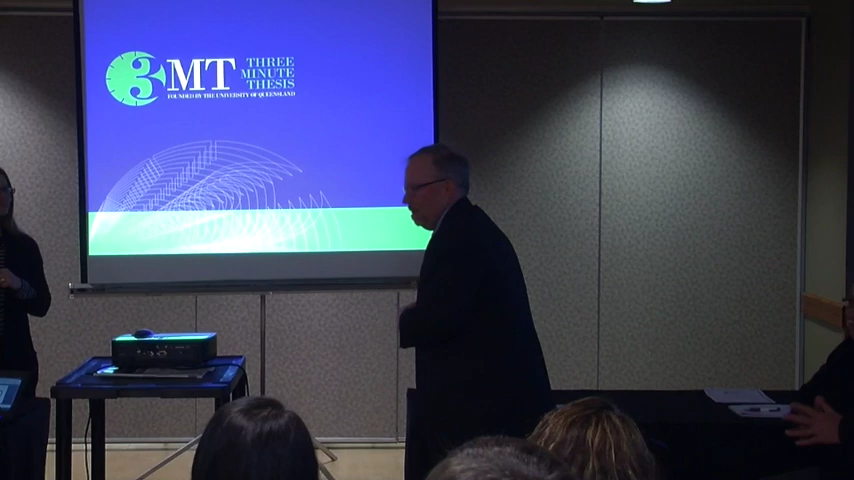 3MT THREE
MINUTE
THESIS
FOUNDED BY THE UNIVERSITY OF QUEENSLAND